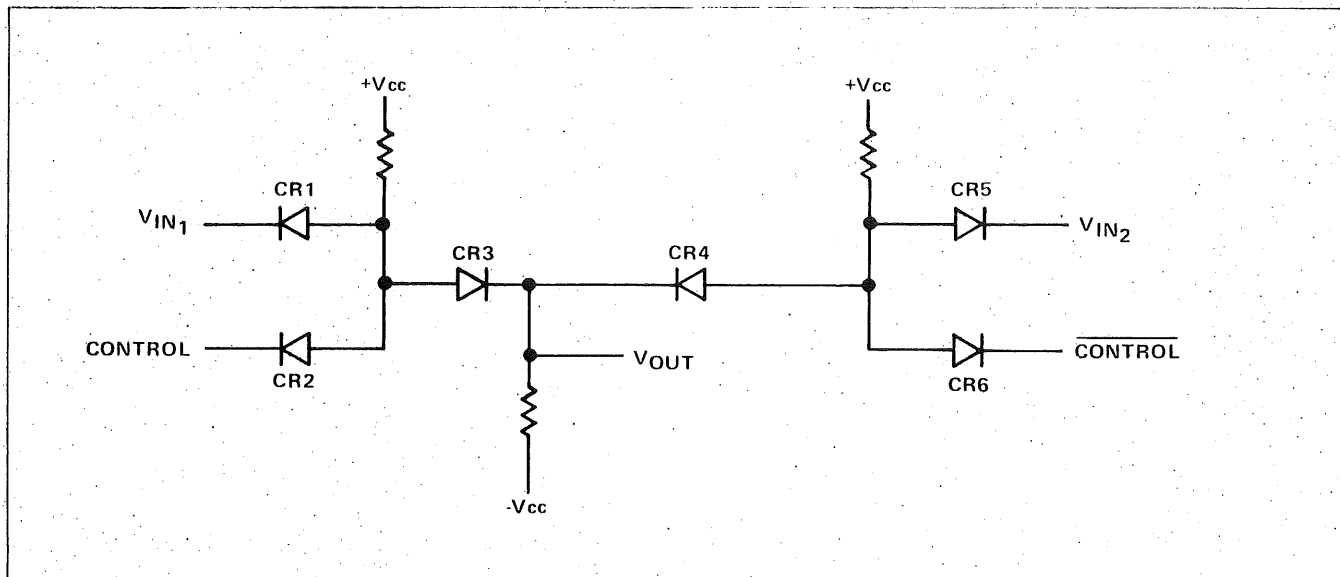 +Vcc
+Vcc
CR1
CR5
VIN1
VIN2
CR3
CR4
CONTROL
CR2
VOUT
CR6
CONTROL
-Vcc